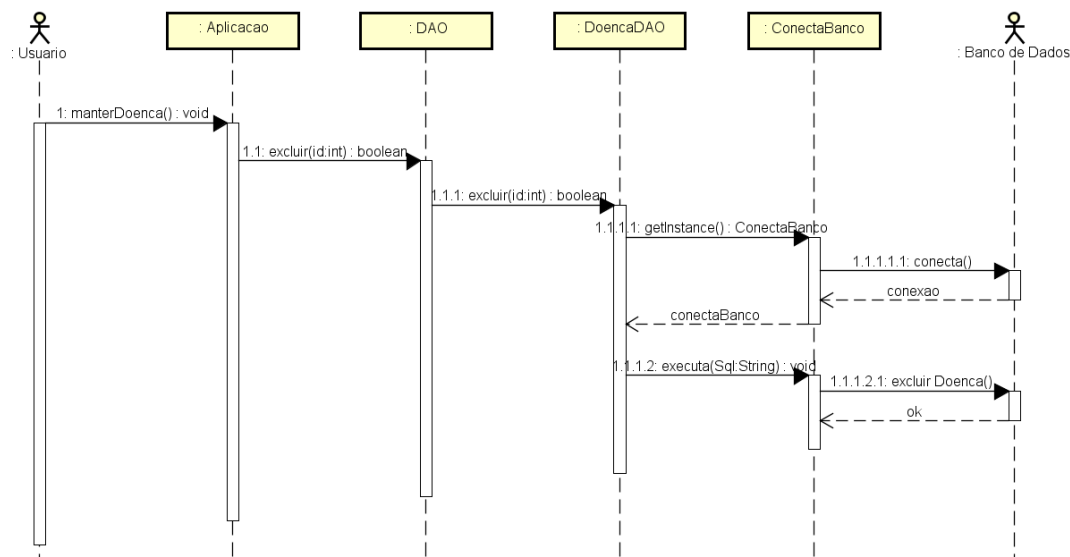 : Usuario
: Aplicacao
: DAO
: DoencaDAO
: ConectaBanco
: Banco de Dados
1: manterDoenca() : void
1.1: excluir(id:int) : boolean
1.1.1: excluir(id:int) : boolean
1.1.1.1: getInstance() : ConectaBanco
1.1.1.1.1: conecta()
conexao
conectaBanco
1.1.1.2: executa(Sql:String) : void
1.1.1.2.1: excluir Doenca()
ok